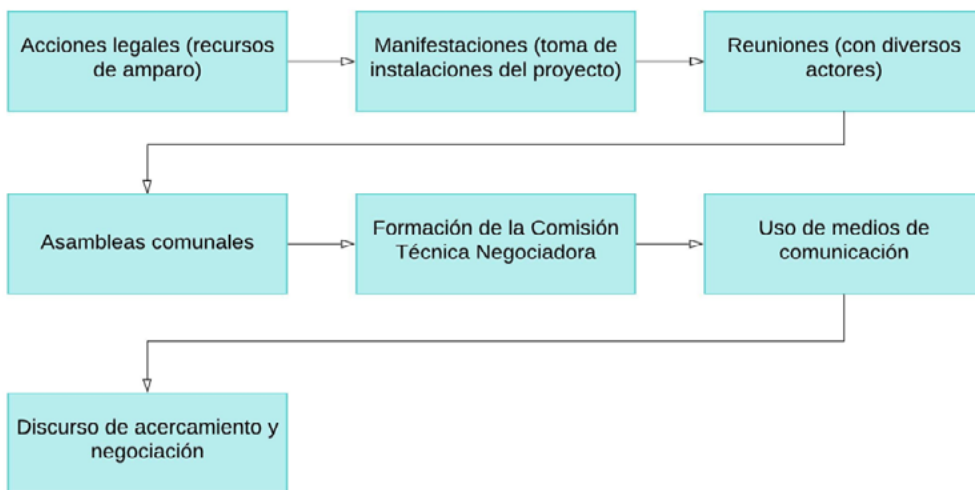 Acciones legales (recursos
de amparo)
Manifestaciones (toma de
instalaciones del proyecto)
Reuniones (con diversos
actores)
Asambleas comunales
Formación de la Comisión
Técnica Negociadora
Uso de medios de
comunicación
Discurso de acercamiento y
negociación